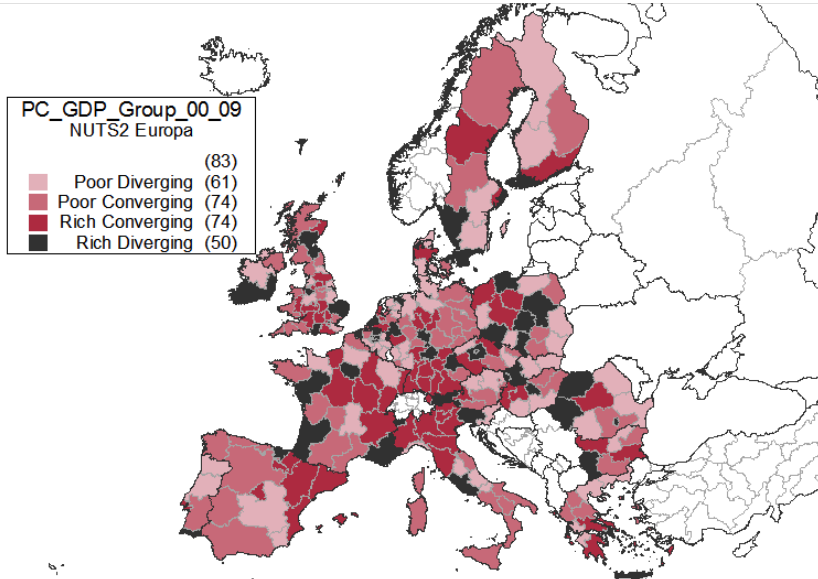 PC_GDP_Group_00_09
NUTS2 Europa
(83)
Poor Diverging (61)
Poor Converging (74)
Rich Converging (74)
Rich Diverging (50)